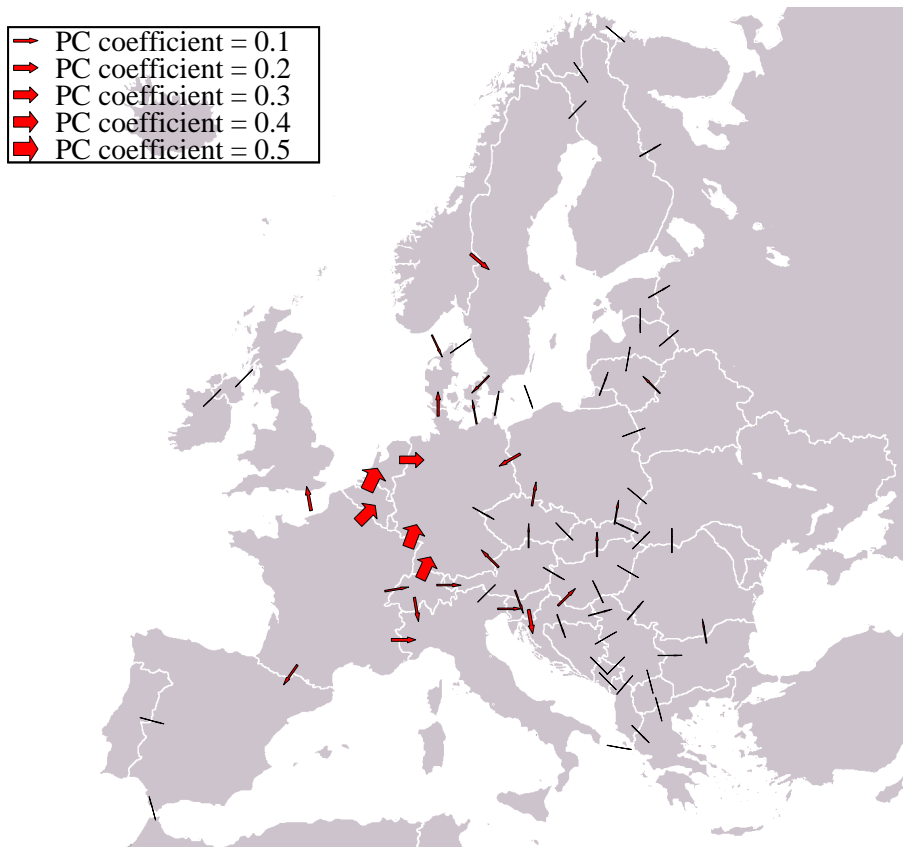 PC coefficient = 0.1
PC coefficient = 0.2
PC coefficient = 0.3
PC coefficient = 0.4
PC coefficient = 0.5